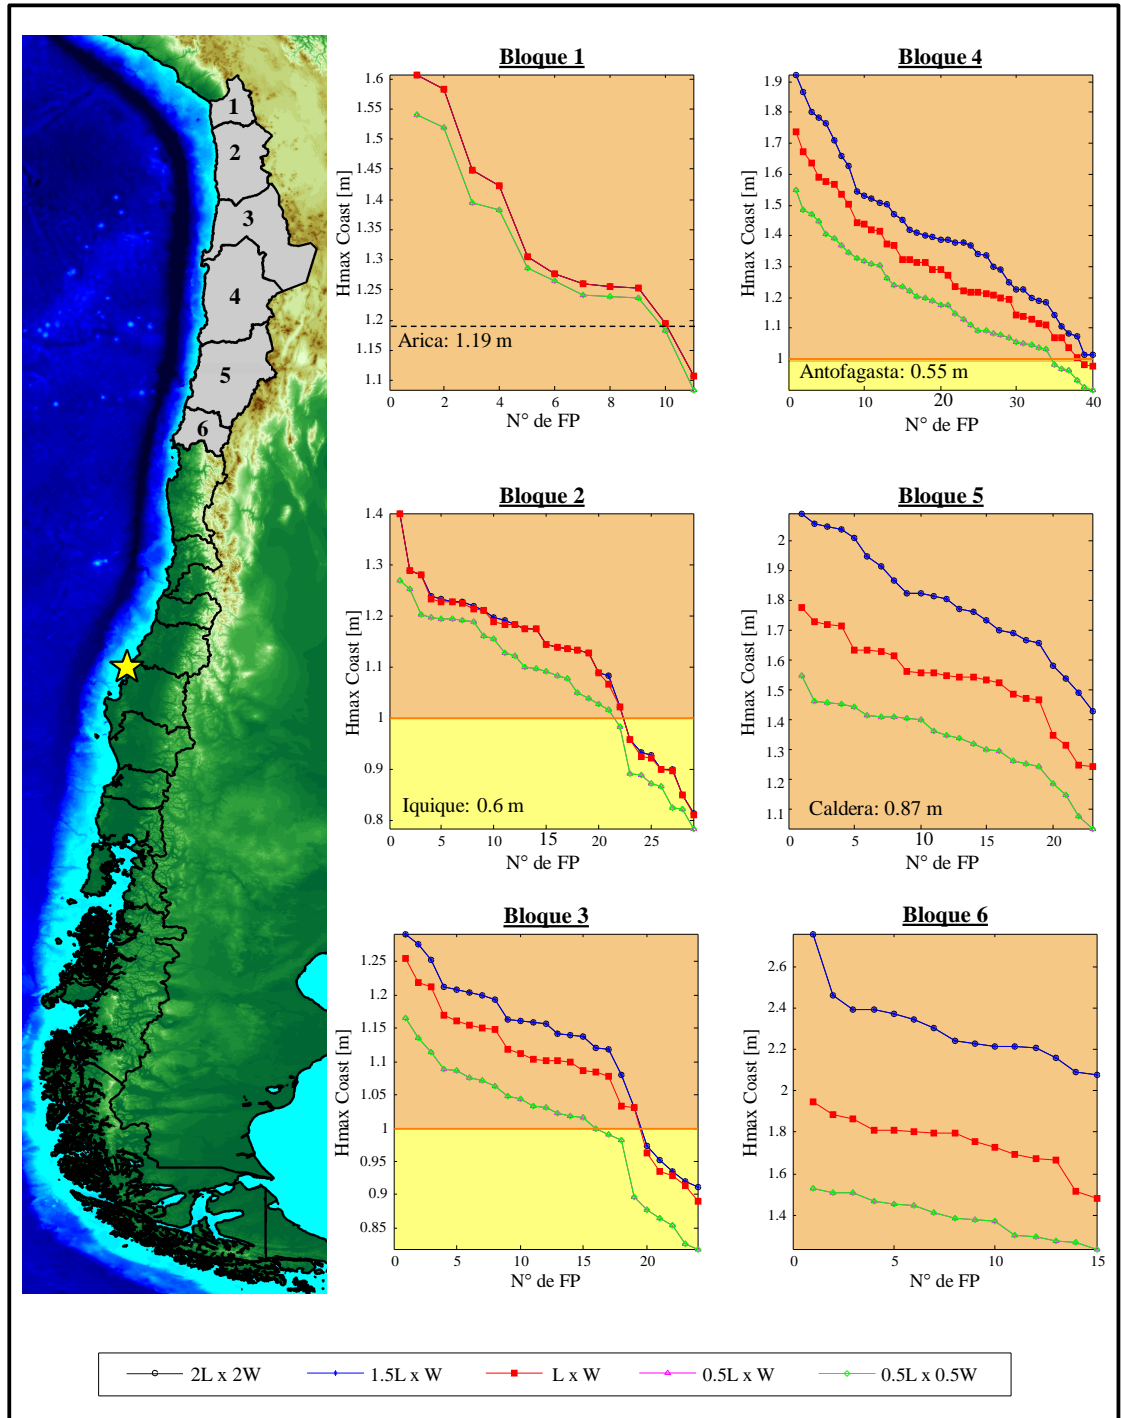 1
2
3
4
5
6
Bloque 1
1.6
1.55
1.5
1.45
1.4
1.35
1.3
1.25
1.2
1.15
1.1
Hmax Coast [m]
Arica: 1.19 m
0 2 4 6 8 10
N° de FP
Bloque 4
1.9
1.8
1.7
1.6
1.5
1.4
1.3
1.2
1.1
1
Hmax Coast [m]
Antofagasta: 0.55 m
0 10 20 30 40
N° de FP
Bloque 2
1.4
1.3
1.2
1.1
1
0.9
0.8
Hmax Coast [m]
Iquique: 0.6 m
0 5 10 15 20 25
N° de FP
Bloque 5
2
1.9
1.8
1.7
1.6
1.5
1.4
1.3
1.2
1.1
Hmax Coast [m]
Caldera: 0.87 m
0 5 10 15 20
N° de FP
Bloque 3
1.25
1.2
1.15
1.1
1.05
1
0.95
0.9
0.85
Hmax Coast [m]
0 5 10 15 20
N° de FP
Bloque 6
2.6
2.4
2.2
2
1.8
1.6
1.4
Hmax Coast [m]
0 5 10 15
N° de FP
2L x 2W 1.5L x W L x W 0.5L x W 0.5L x 0.5W